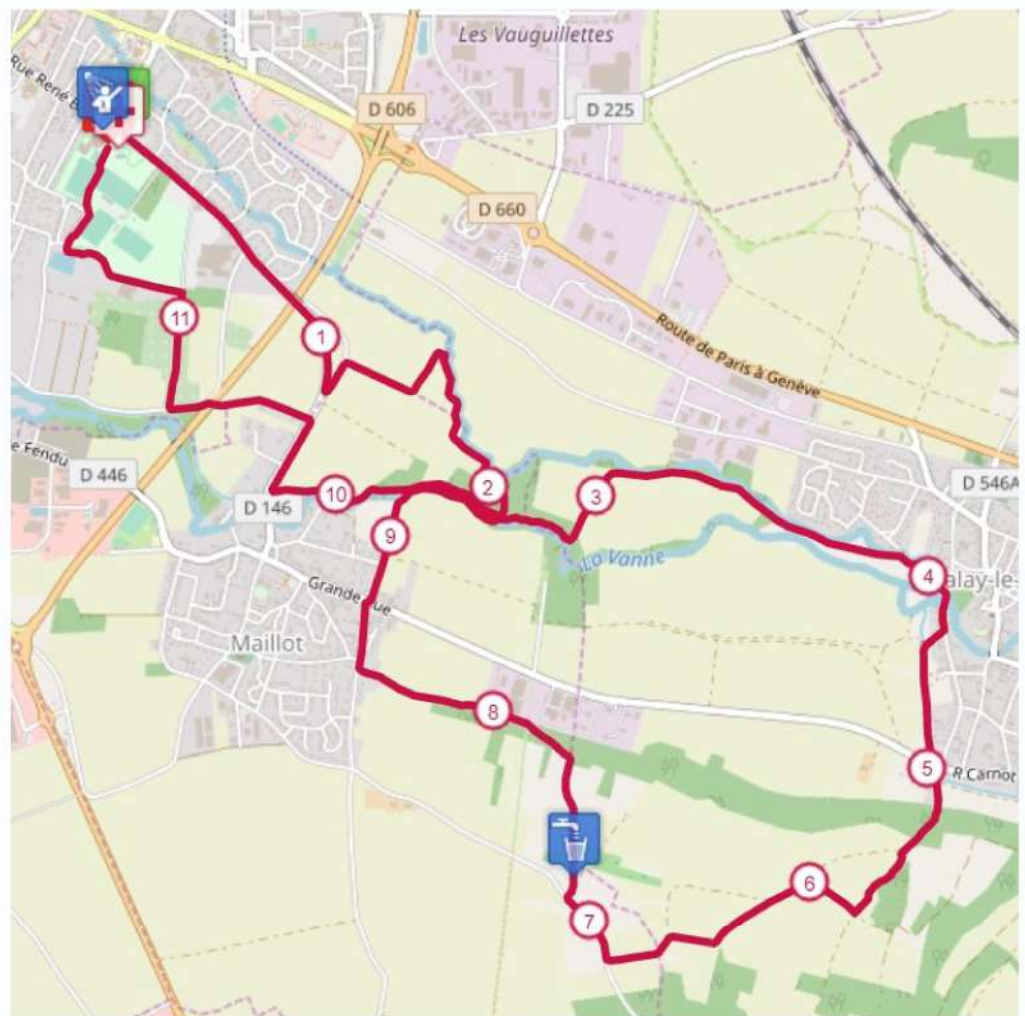 Les Vauguillettes
Rue René B
D 606
D 225
D 660
11
1
Route de Paris à Genève
D 446
D 146
10
2
3
D 546A
9
La Vanne
4
alay-le-
Grande Rue
Maillot
8
5
R Carnot
6
7